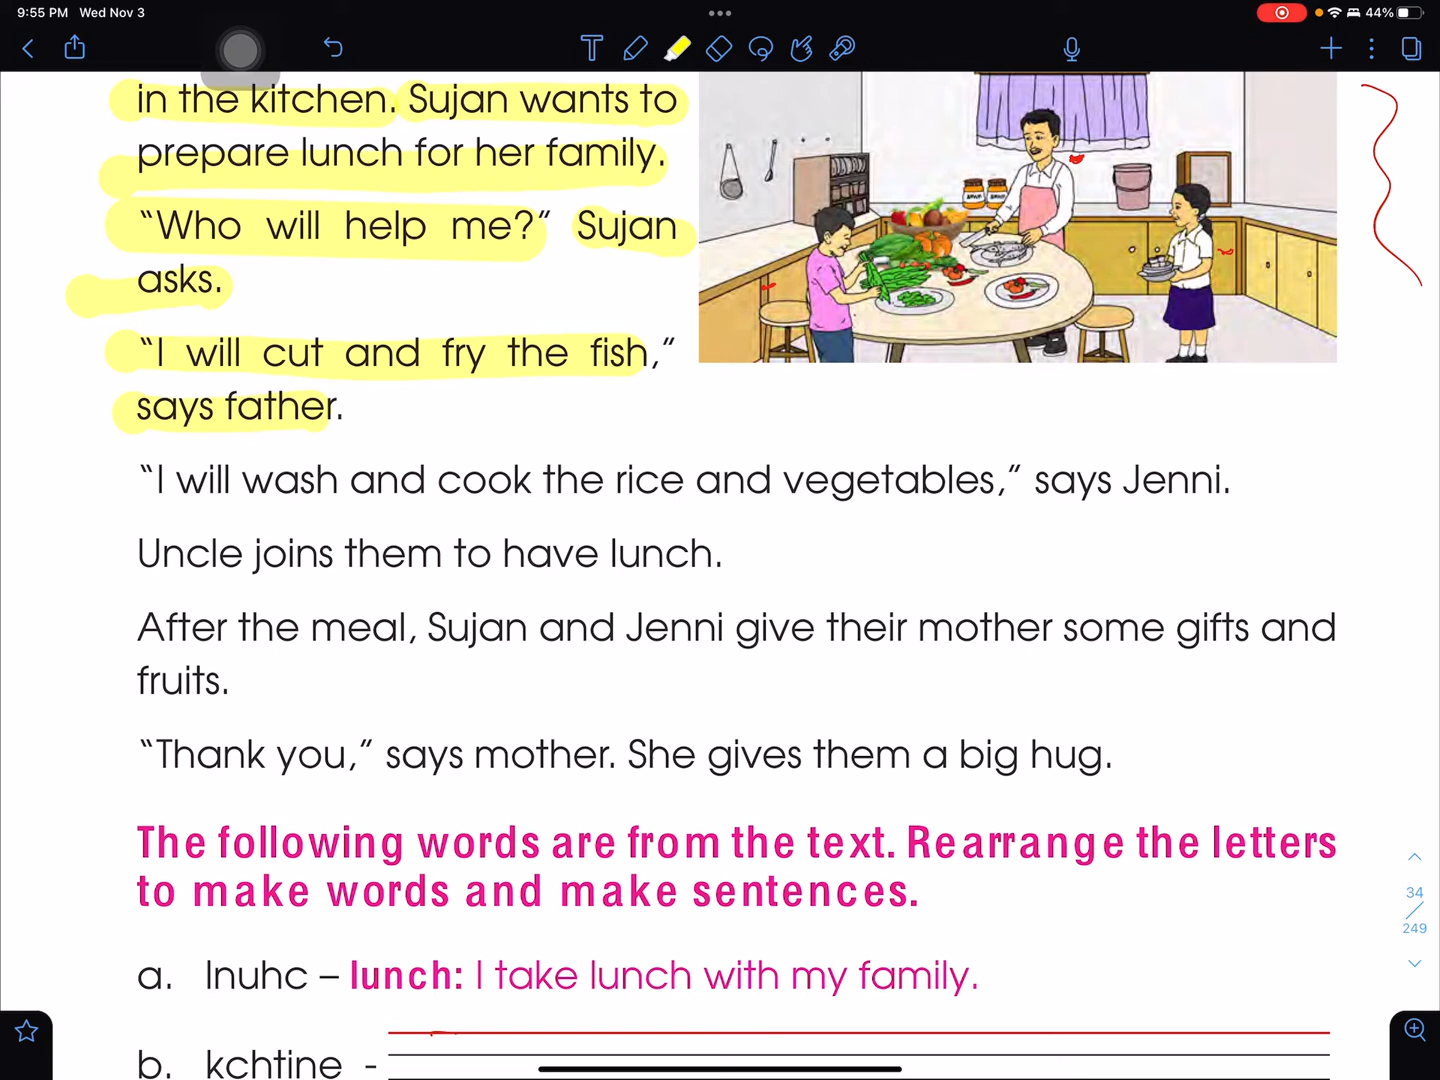 9:55 PM Wed Nov 3
44%
in the kitchen. Sujan wants to
prepare lunch for her family.
“Who will help me?” Sujan
asks.
“I will cut and fry the fish,”
says father.
“I will wash and cook the rice and vegetables,” says Jenni.
Uncle joins them to have lunch.
After the meal, Sujan and Jenni give their mother some gifts and
fruits.
“Thank you,” says mother. She gives them a big hug.
The following words are from the text. Rearrange the letters
to make words and make sentences.
a. lnuhc – lunch: I take lunch with my family.
b. kchtine -
34
249